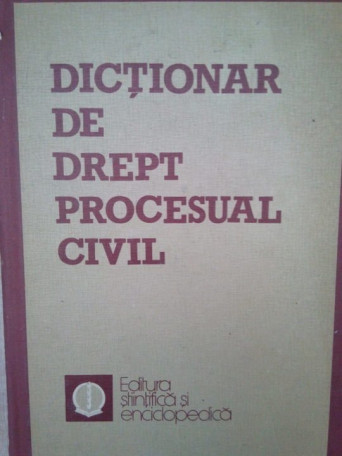 DICȚIONAR
DE
DREPT
PROCESUAL
CIVIL
Editura
științifică și
enciclopedică